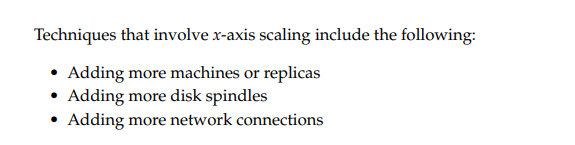 Techniques that involve x-axis scaling include the following:
• Adding more machines or replicas
• Adding more disk spindles
• Adding more network connections